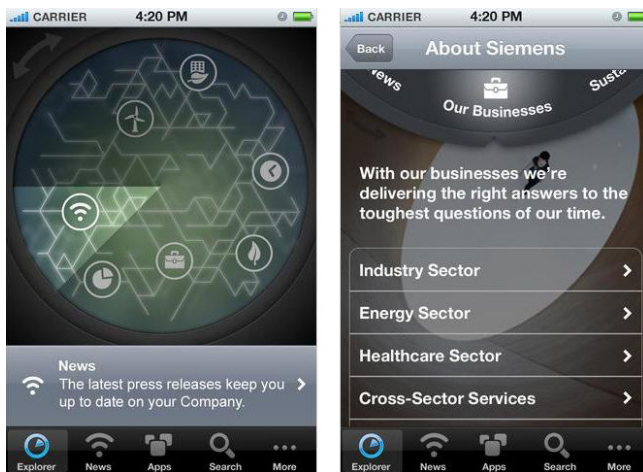 CARRIER 4:20 PM
News
The latest press releases keep you
up to date on your Company.
Explorer News Apps Search More
CARRIER 4:20 PM
Back About Siemens
News Our Businesses
With our businesses we're
delivering the right answers to the
toughest questions of our time.
Industry Sector
Energy Sector
Healthcare Sector
Cross-Sector Services
Explorer News Apps Search More